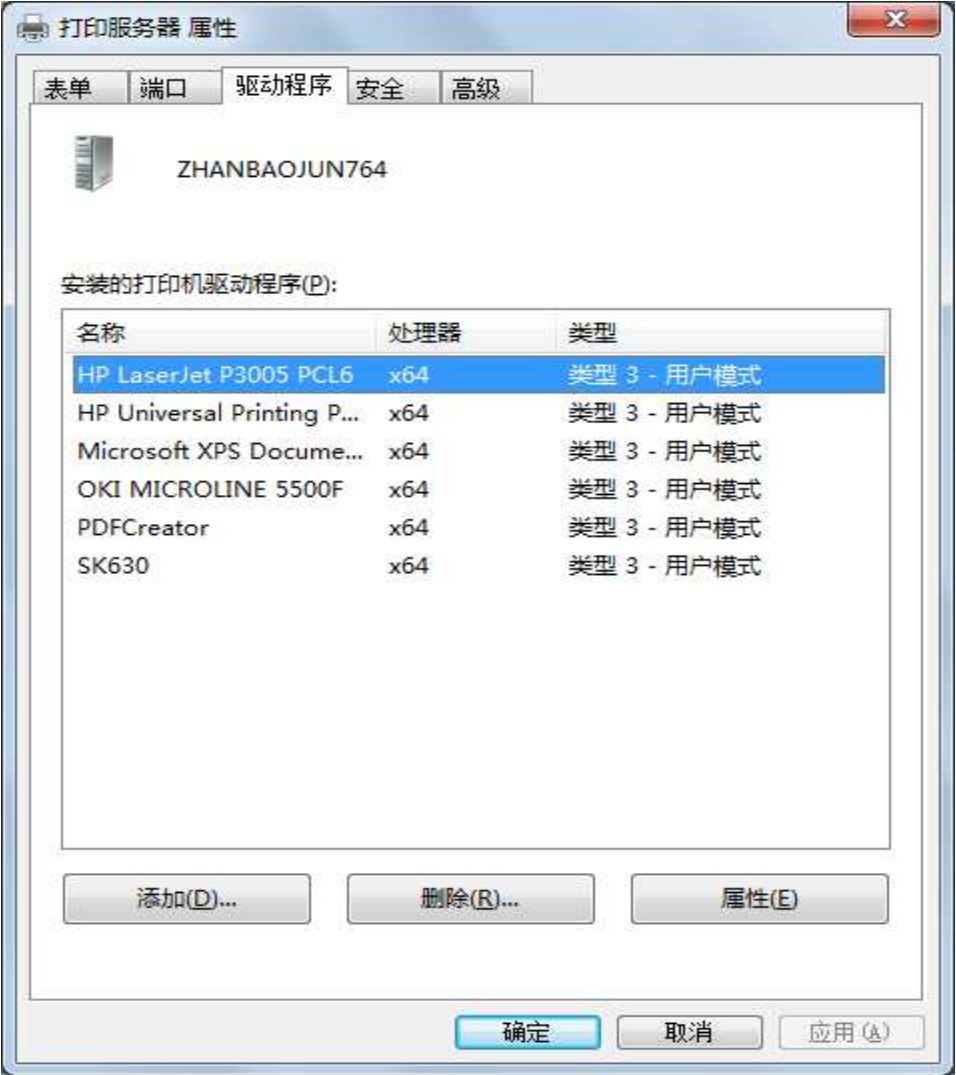 打印服务器 属性
表单 端口 驱动程序 安全 高级
ZHANBAOJUN764
安装的打印机驱动程序(P):
名称 处理器 类型
HP LaserJet P3005 PCL6 x64 类型 3 - 用户模式
HP Universal Printing P... x64 类型 3 - 用户模式
Microsoft XPS Docume... x64 类型 3 - 用户模式
OKI MICROLINE 5500F x64 类型 3 - 用户模式
PDFCreator x64 类型 3 - 用户模式
SK630 x64 类型 3 - 用户模式
添加(D)... 删除(R)... 属性(E)
确定 取消 应用(A)